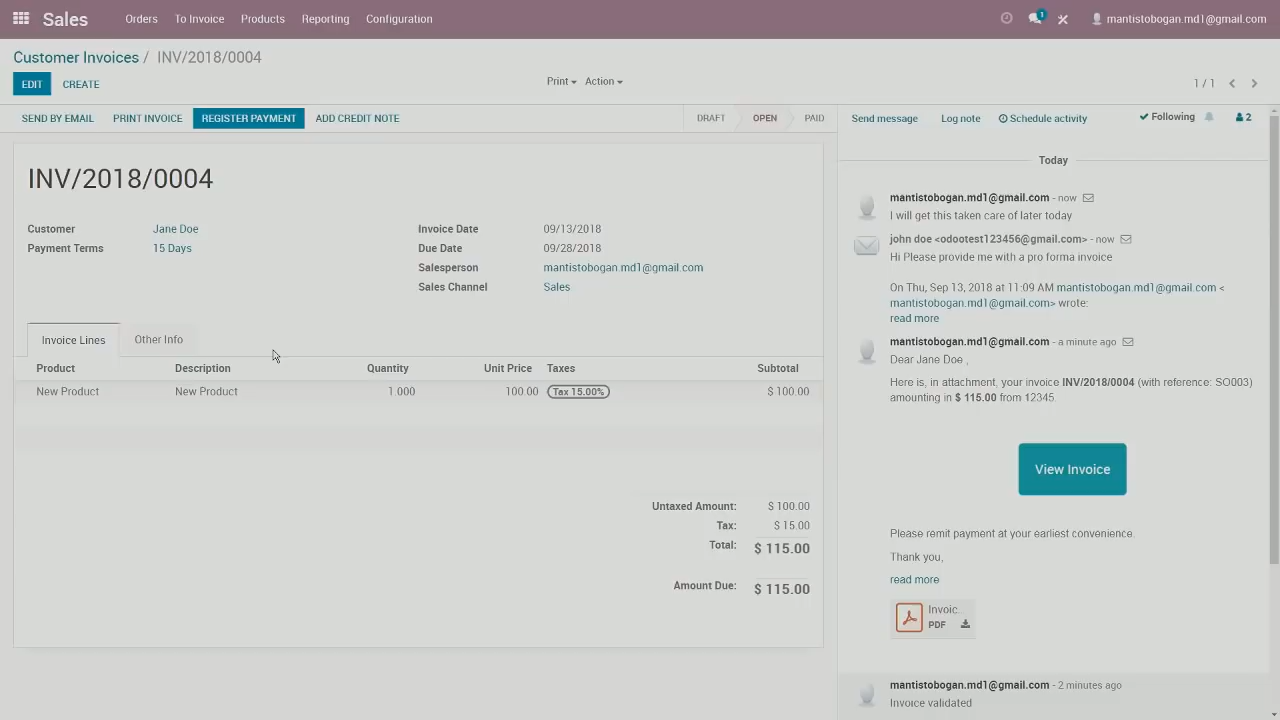 Sales Orders To Invoice Products Reporting Configuration 1 mantistobogan.md1@gmail.com
Customer Invoices / INV/2018/0004
EDIT CREATE Print Action 1 / 1
SEND BY EMAIL PRINT INVOICE REGISTER PAYMENT ADD CREDIT NOTE DRAFT OPEN PAID
INV/2018/0004
Customer Jane Doe
Payment Terms 15 Days
Invoice Date 09/13/2018
Due Date 09/28/2018
Salesperson mantistobogan.md1@gmail.com
Sales Channel Sales
Invoice Lines Other Info
Product Description Quantity Unit Price Taxes Subtotal
New Product New Product 1.000 100.00 Tax 15.00% $ 100.00
Untaxed Amount: $ 100.00
Tax: $ 15.00
Total: $ 115.00
Amount Due: $ 115.00
Send message Log note Schedule activity Following 2
Today
mantistobogan.md1@gmail.com - now
I will get this taken care of later today
john doe <odootest123456@gmail.com> - now
Hi Please provide me with a pro forma invoice
On Thu, Sep 13, 2018 at 11:09 AM mantistobogan.md1@gmail.com <
mantistobogan.md1@gmail.com> wrote:
read more
mantistobogan.md1@gmail.com - a minute ago
Dear Jane Doe ,
Here is, in attachment, your invoice INV/2018/0004 (with reference: SO003)
amounting in $ 115.00 from 12345.
View Invoice
Please remit payment at your earliest convenience.
Thank you,
read more
Invoic...
PDF
mantistobogan.md1@gmail.com - 2 minutes ago
Invoice validated